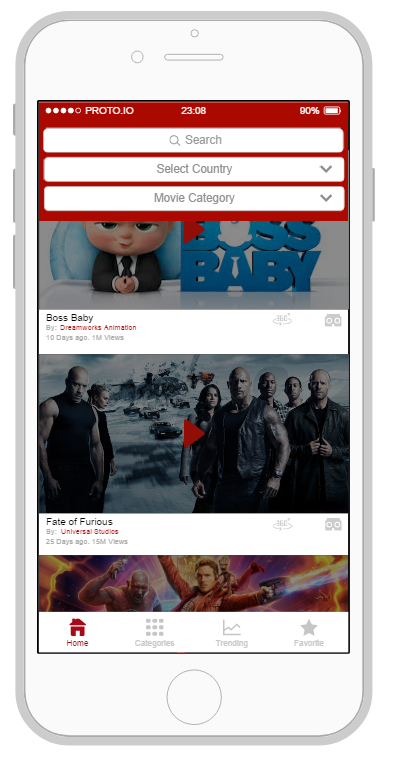 PROTO.IO 23:08 90%
Search
Select Country
Movie Category
BOSS
BABY
Boss Baby
360°
By: Dreamworks Animation
10 Days ago. 1M Views
Fate of Furious
360°
By: Universal Studios
25 Days ago. 15M Views
Home Categories Trending Favorite